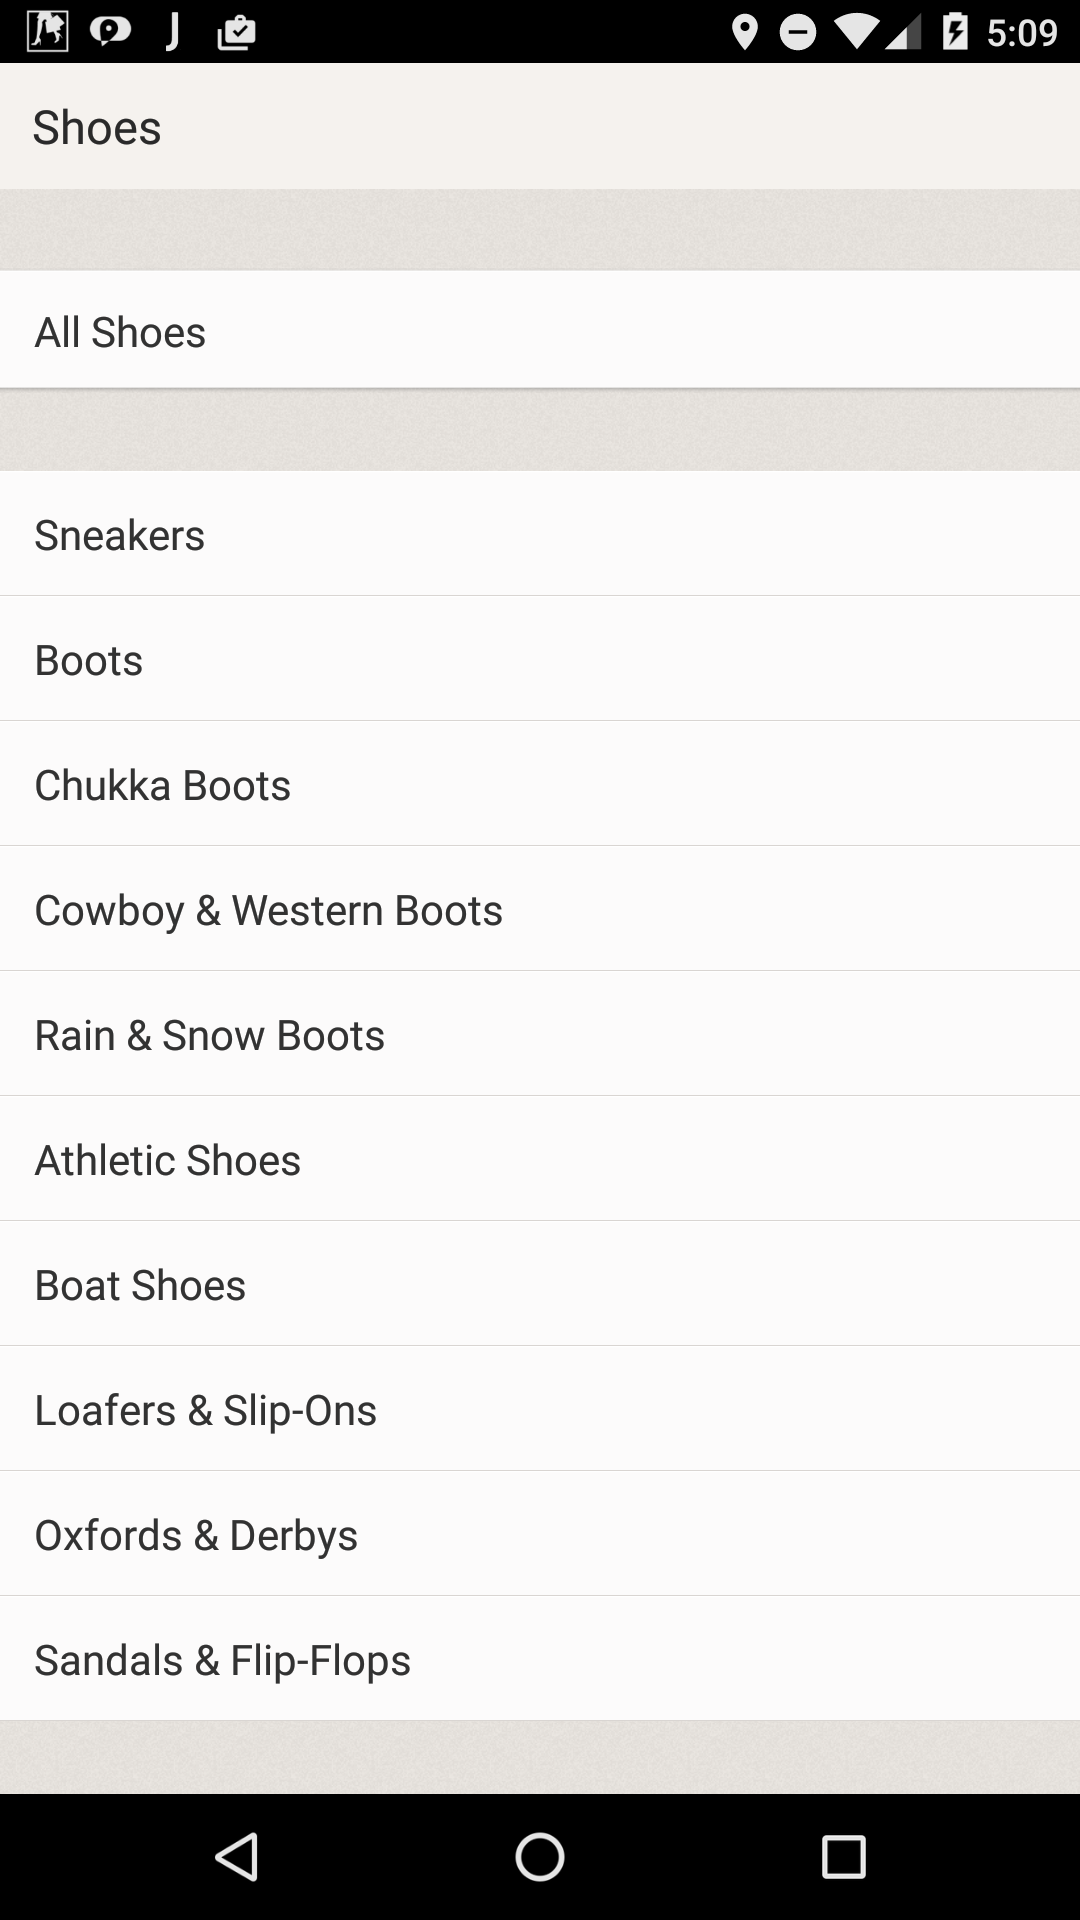 J
5:09
Shoes
All Shoes
Sneakers
Boots
Chukka Boots
Cowboy & Western Boots
Rain & Snow Boots
Athletic Shoes
Boat Shoes
Loafers & Slip-Ons
Oxfords & Derbys
Sandals & Flip-Flops